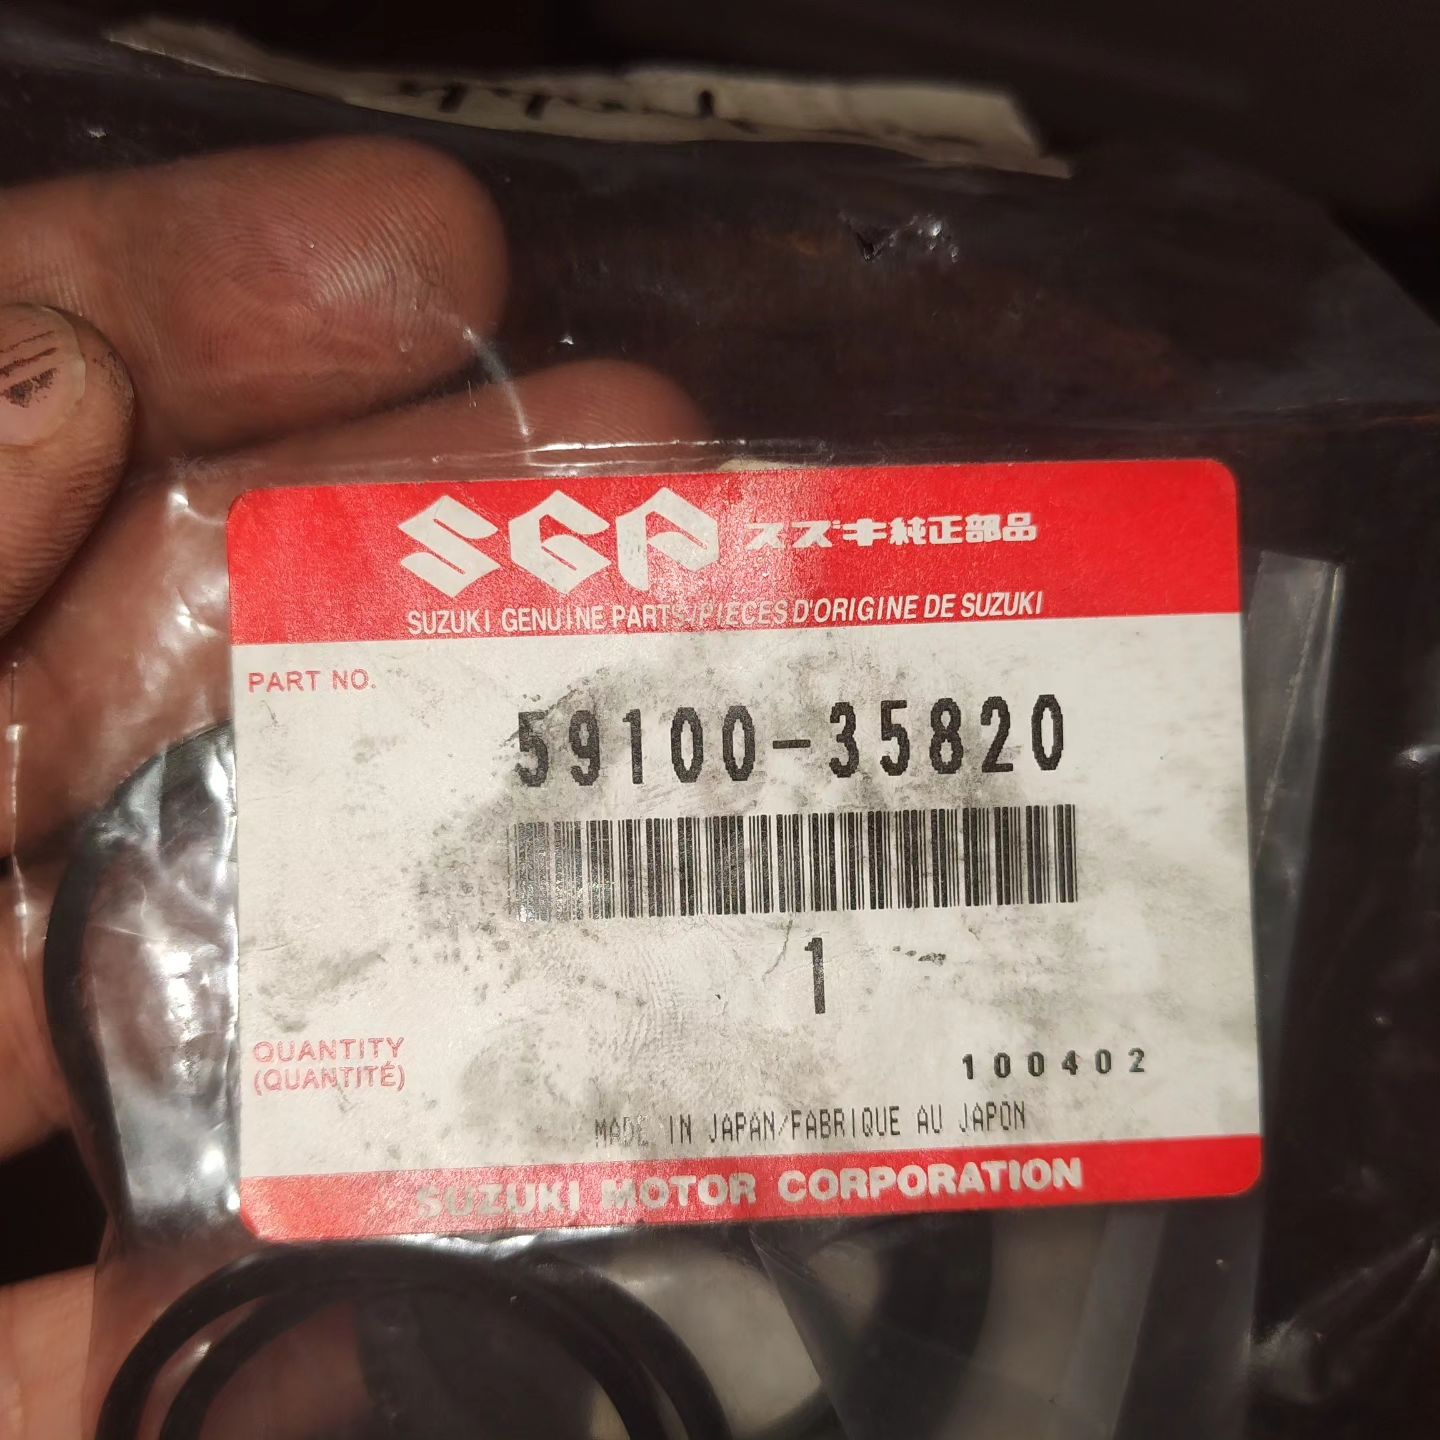 SGP スズキ純正部品
SUZUKI GENUINE PARTS/PIECES D'ORIGINE DE SUZUKI
PART NO.
59100-35820
1
QUANTITY
(QUANTITÉ)
100402
MADE IN JAPAN/FABRIQUE AU JAPON
SUZUKI MOTOR CORPORATION